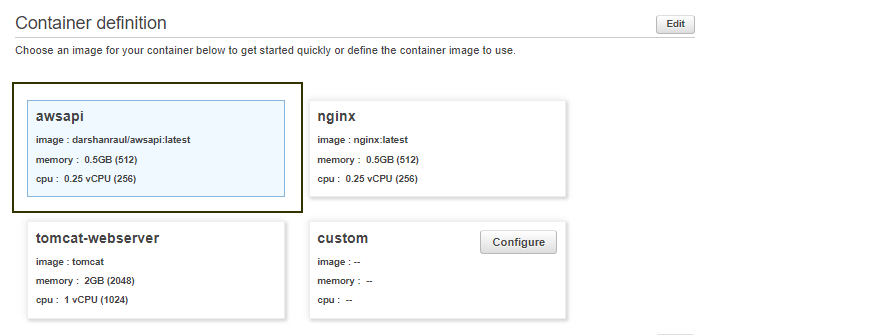 Container definition
Edit
Choose an image for your container below to get started quickly or define the container image to use.
awsapi
image : darshanraul/awsapi:latest
memory : 0.5GB (512)
cpu : 0.25 vCPU (256)
nginx
image : nginx:latest
memory : 0.5GB (512)
cpu : 0.25 vCPU (256)
tomcat-webserver
image : tomcat
memory : 2GB (2048)
cpu : 1 vCPU (1024)
custom
Configure
image : --
memory : --
cpu : --